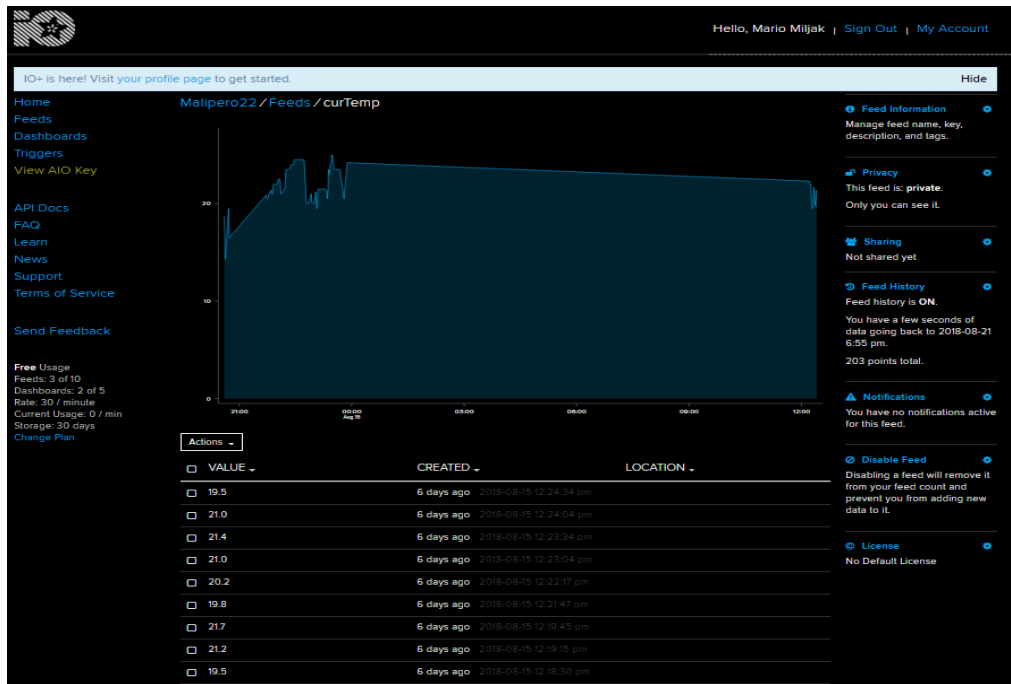 Hello, Mario Miljak | Sign Out | My Account
IO+ is here! Visit your profile page to get started.
Hide
Home
Feeds
Dashboards
Triggers
View AIO Key
API Docs
FAQ
Learn
News
Support
Terms of Service
Send Feedback
Free Usage
Feeds: 3 of 10
Dashboards: 2 of 5
Rate: 30 / minute
Current Usage: 0 / min
Storage: 30 days
Change Plan
Malipero22 / Feeds / curTemp
20
10
0
21:00
00:00
Aug 15
03:00
06:00
09:00
12:00
Actions
VALUE CREATED LOCATION
19.5 6 days ago 2018-08-15 12:24:34 pm
21.0 6 days ago 2018-08-15 12:24:04 pm
21.4 6 days ago 2018-08-15 12:23:34 pm
21.0 6 days ago 2018-08-15 12:23:04 pm
20.2 6 days ago 2018-08-15 12:22:17 pm
19.8 6 days ago 2018-08-15 12:21:47 pm
21.7 6 days ago 2018-08-15 12:19:45 pm
21.2 6 days ago 2018-08-15 12:19:15 pm
19.5 6 days ago 2018-08-15 12:18:30 pm
Feed Information
Manage feed name, key,
description, and tags.
Privacy
This feed is: private.
Only you can see it.
Sharing
Not shared yet
Feed History
Feed history is ON.
You have a few seconds of
data going back to 2018-08-21
6:55 pm.
203 points total.
Notifications
You have no notifications active
for this feed.
Disable Feed
Disabling a feed will remove it
from your feed count and
prevent you from adding new
data to it.
License
No Default License